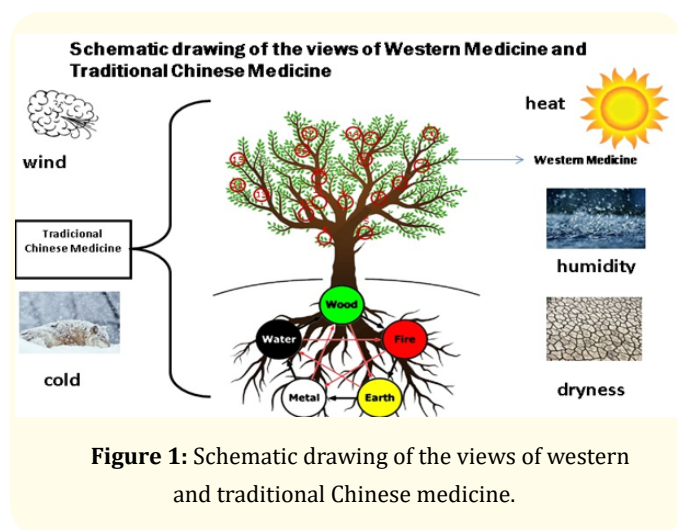 Schematic drawing of the views of Western Medicine and
Traditional Chinese Medicine
wind
heat
Western Medicine
Tradicional
Chinese Medicine
humidity
cold
dryness
Wood
Water
Fire
Metal
Earth
Figure 1: Schematic drawing of the views of western
and traditional Chinese medicine.